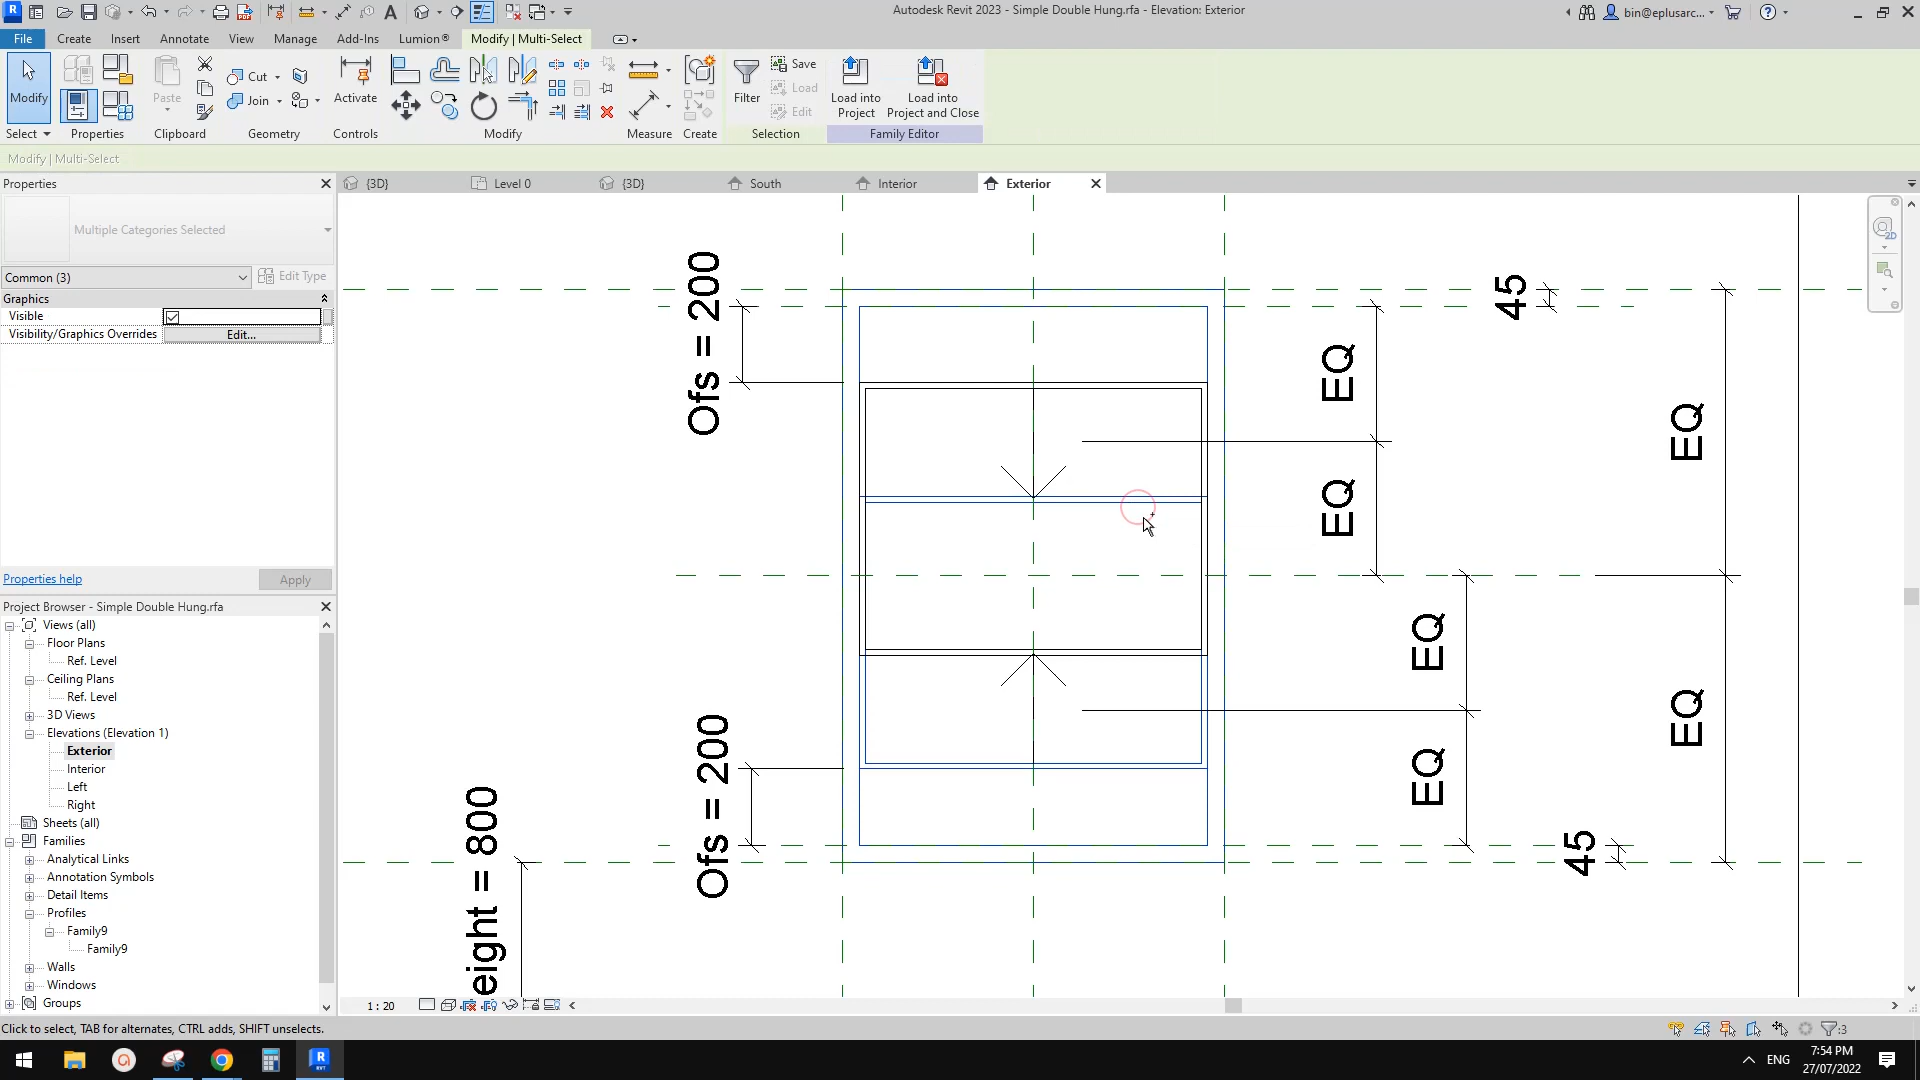 Autodesk Revit 2023 - Simple Double Hung.rfa - Elevation: Exterior
bin@eplusarc...
File Create Insert Annotate View Manage Add-Ins Lumion® Modify | Multi-Select
Modify
Paste
Cut
Join
Activate
Filter
Save
Load
Edit
Load into
Project
Load into
Project and Close
Select Properties Clipboard Geometry Controls Modify Measure Create Selection Family Editor
Modify | Multi-Select
Properties
{3D} Level 0 {3D} South Interior Exterior
Multiple Categories Selected
Common (3)
Edit Type
Graphics
Visible
Visibility/Graphics Overrides Edit...
Properties help
Apply
Project Browser - Simple Double Hung.rfa
Views (all)
Floor Plans
Ref. Level
Ceiling Plans
Ref. Level
3D Views
Elevations (Elevation 1)
Exterior
Interior
Left
Right
Sheets (all)
Families
Analytical Links
Annotation Symbols
Detail Items
Profiles
Family9
Family9
Walls
Windows
Groups
Ofs = 200
45
EQ
EQ
EQ
EQ
EQ
EQ
Ofs = 200
45
eight = 800
2D
1 : 20
Click to select, TAB for alternates, CTRL adds, SHIFT unselects.
:3
ENG
7:54 PM
27/07/2022